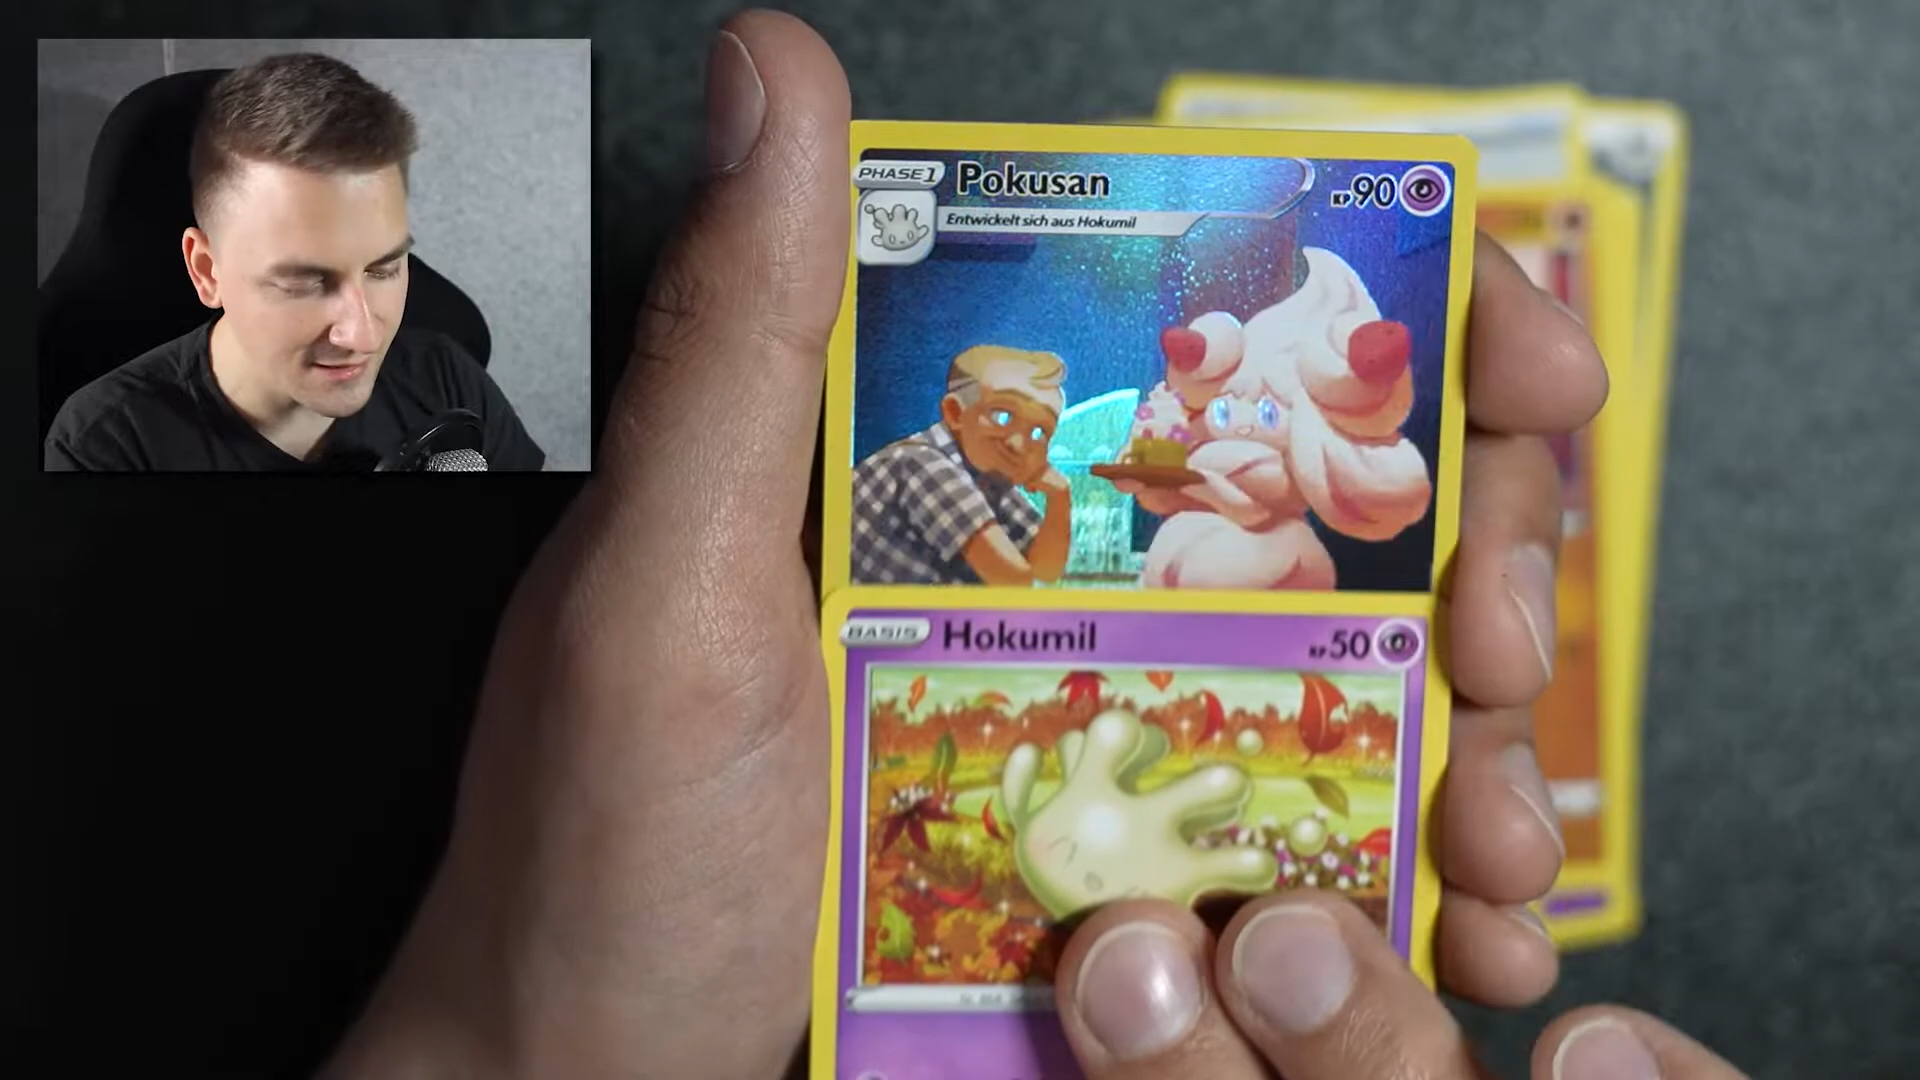 PHASE 1 Pokusan KP 90
Entwickelt sich aus Hokumil
BASIS Hokumil KP 50